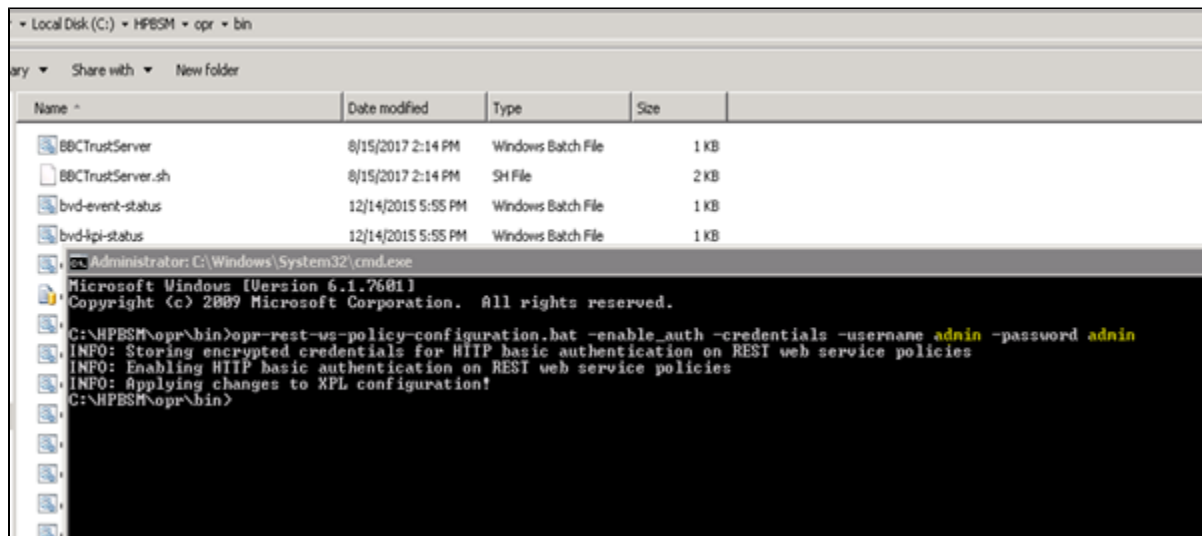 ▾ Local Disk (C:) ▾ HPBSM ▾ opr ▾ bin
ary ▾ Share with ▾ New folder
Name Date modified Type Size
BBCTrustServer 8/15/2017 2:14 PM Windows Batch File 1 KB
BBCTrustServer.sh 8/15/2017 2:14 PM SH File 2 KB
bvd-event-status 12/14/2015 5:55 PM Windows Batch File 1 KB
bvd-kpi-status 12/14/2015 5:55 PM Windows Batch File 1 KB
Administrator: C:\Windows\System32\cmd.exe
Microsoft Windows [Version 6.1.7601]
Copyright (c) 2009 Microsoft Corporation. All rights reserved.
C:\HPBSM\opr\bin>opr-rest-ws-policy-configuration.bat -enable_auth -credentials -username admin -password admin
INFO: Storing encrypted credentials for HTTP basic authentication on REST web service policies
INFO: Enabling HTTP basic authentication on REST web service policies
INFO: Applying changes to XPL configuration!
C:\HPBSM\opr\bin>